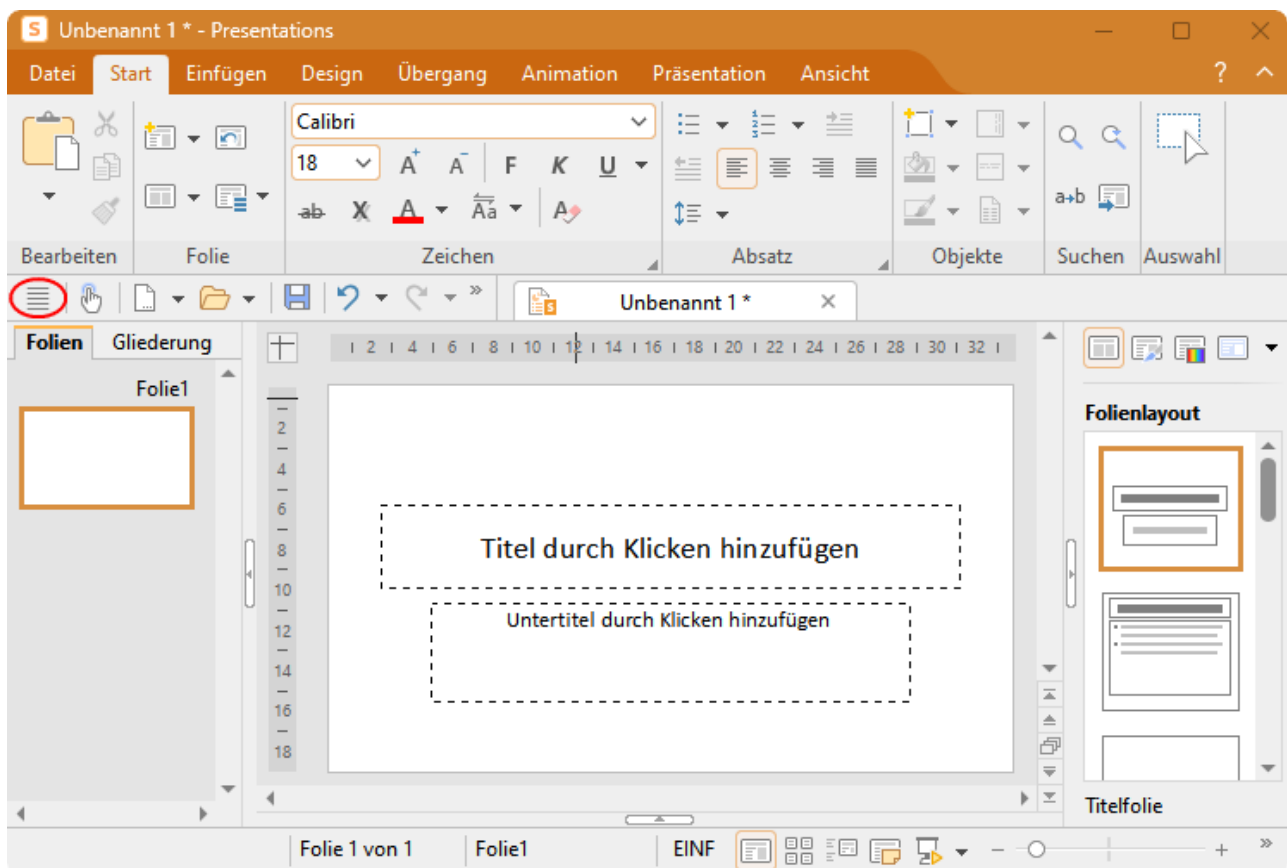 S Unbenannt 1 * - Presentations
Datei Start Einfügen Design Übergang Animation Präsentation Ansicht ?
Calibri
18 A A F K U
ab X A Aa A
a→b
Bearbeiten Folie Zeichen Absatz Objekte Suchen Auswahl
Unbenannt 1 *
Folien Gliederung
2 4 6 8 10 12 14 16 18 20 22 24 26 28 30 32
Folie1
Folienlayout
2
4
6
8
10
12
14
16
18
Titel durch Klicken hinzufügen
Untertitel durch Klicken hinzufügen
Titelfolie
Folie 1 von 1 Folie1 EINF